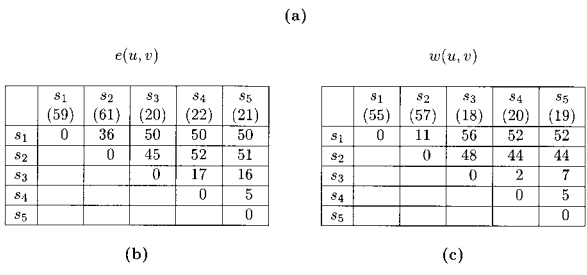 (a)
e(u, v)
s1 s2 s3 s4 s5
(59) (61) (20) (22) (21)
s1 0 36 50 50 50
s2 0 45 52 51
s3 0 17 16
s4 0 5
s5 0
(b)
w(u, v)
s1 s2 s3 s4 s5
(55) (57) (18) (20) (19)
s1 0 11 56 52 52
s2 0 48 44 44
s3 0 2 7
s4 0 5
s5 0
(c)